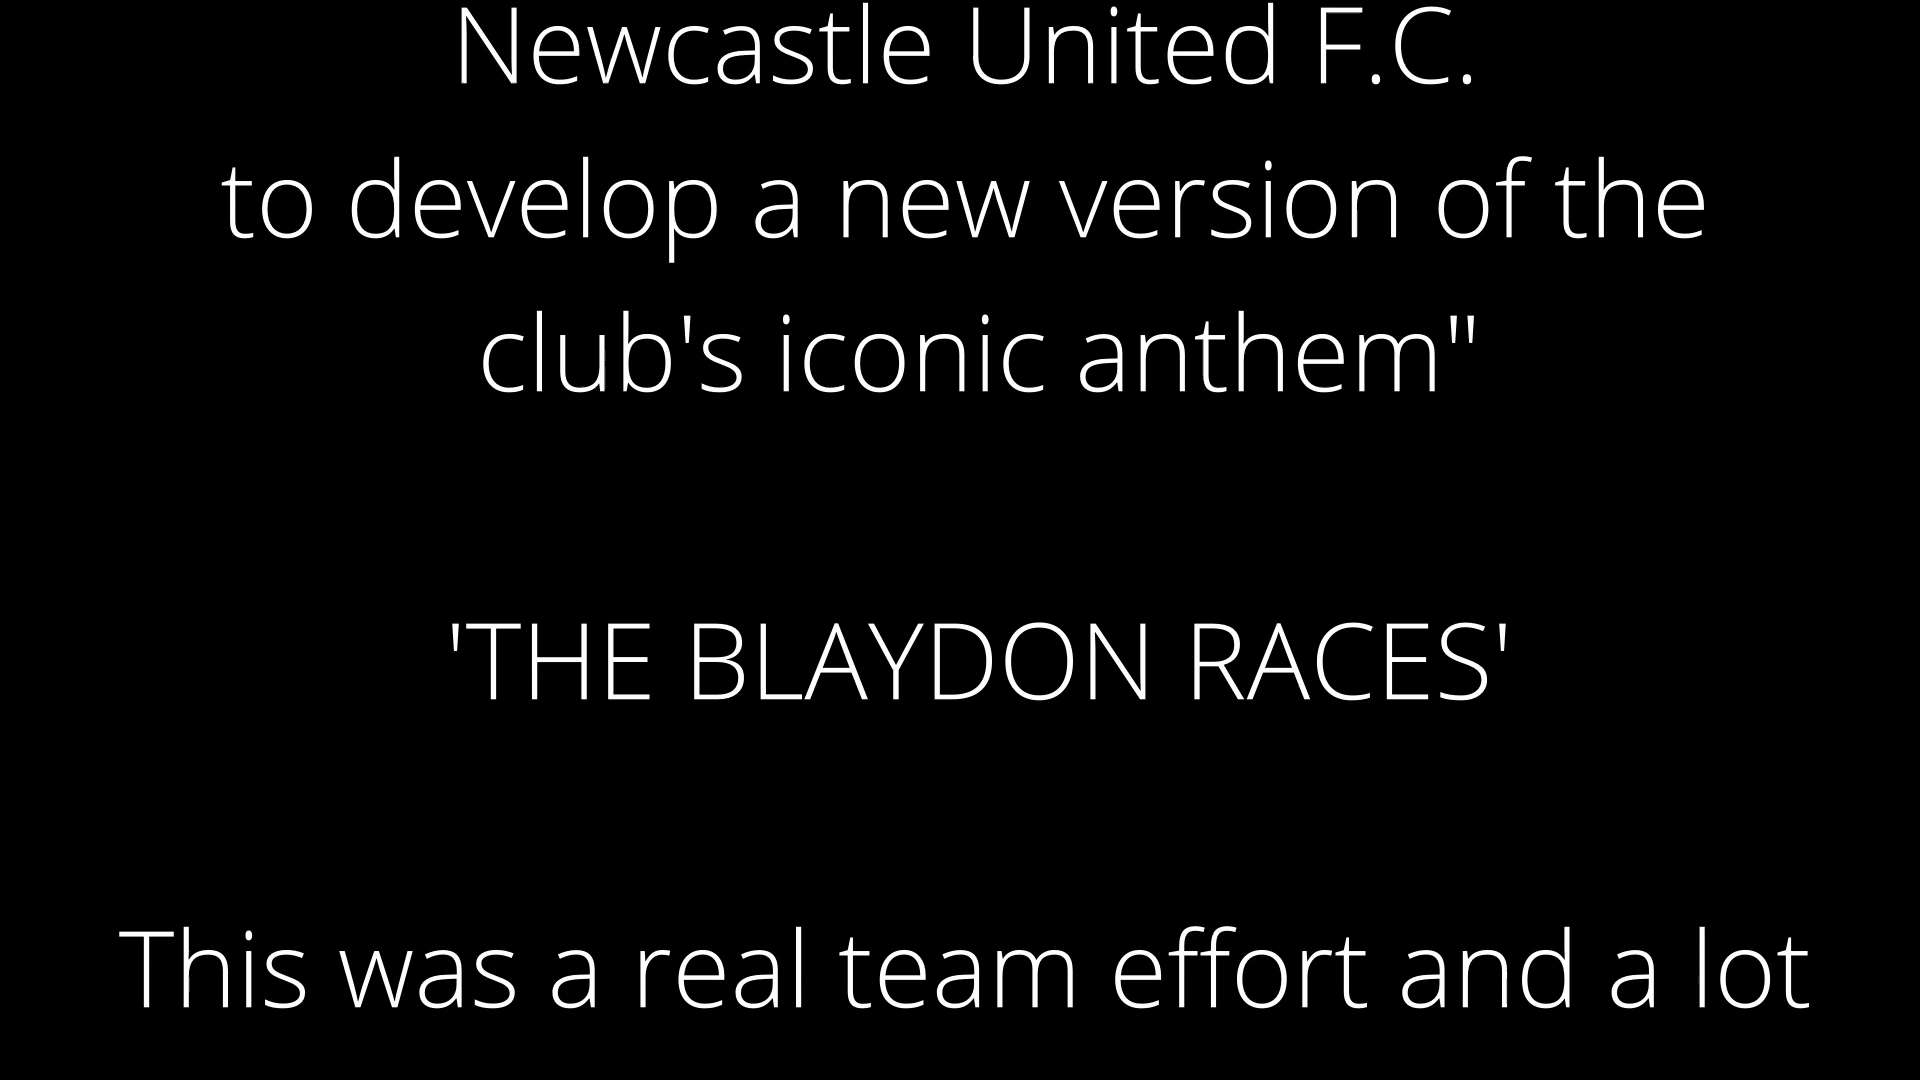 Newcastle United F.C.
to develop a new version of the
club's iconic anthem"
'THE BLAYDON RACES'
This was a real team effort and a lot